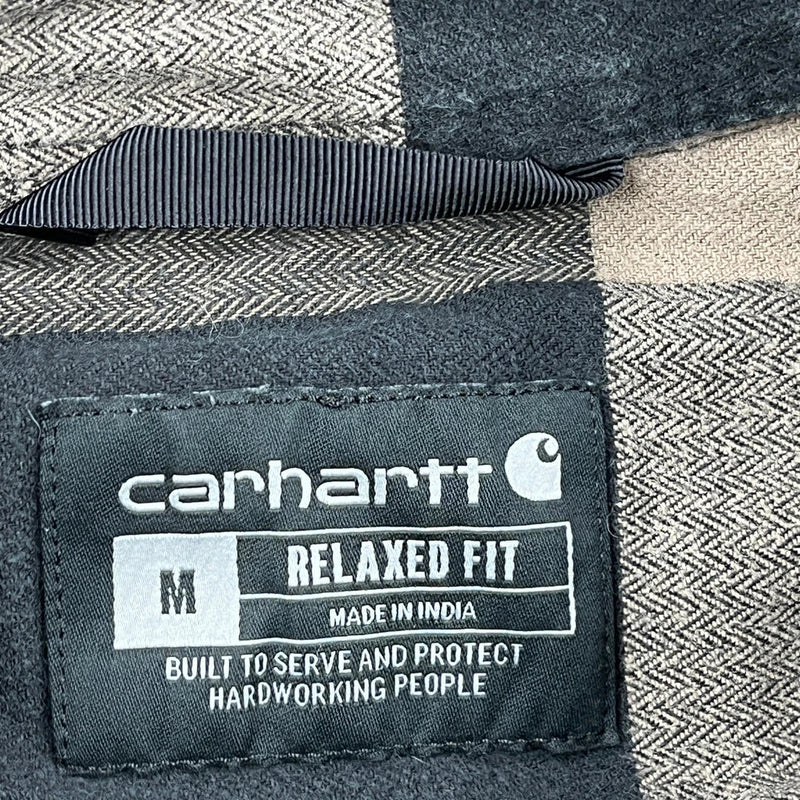 carhartt
M
RELAXED FIT
MADE IN INDIA
BUILT TO SERVE AND PROTECT
HARDWORKING PEOPLE